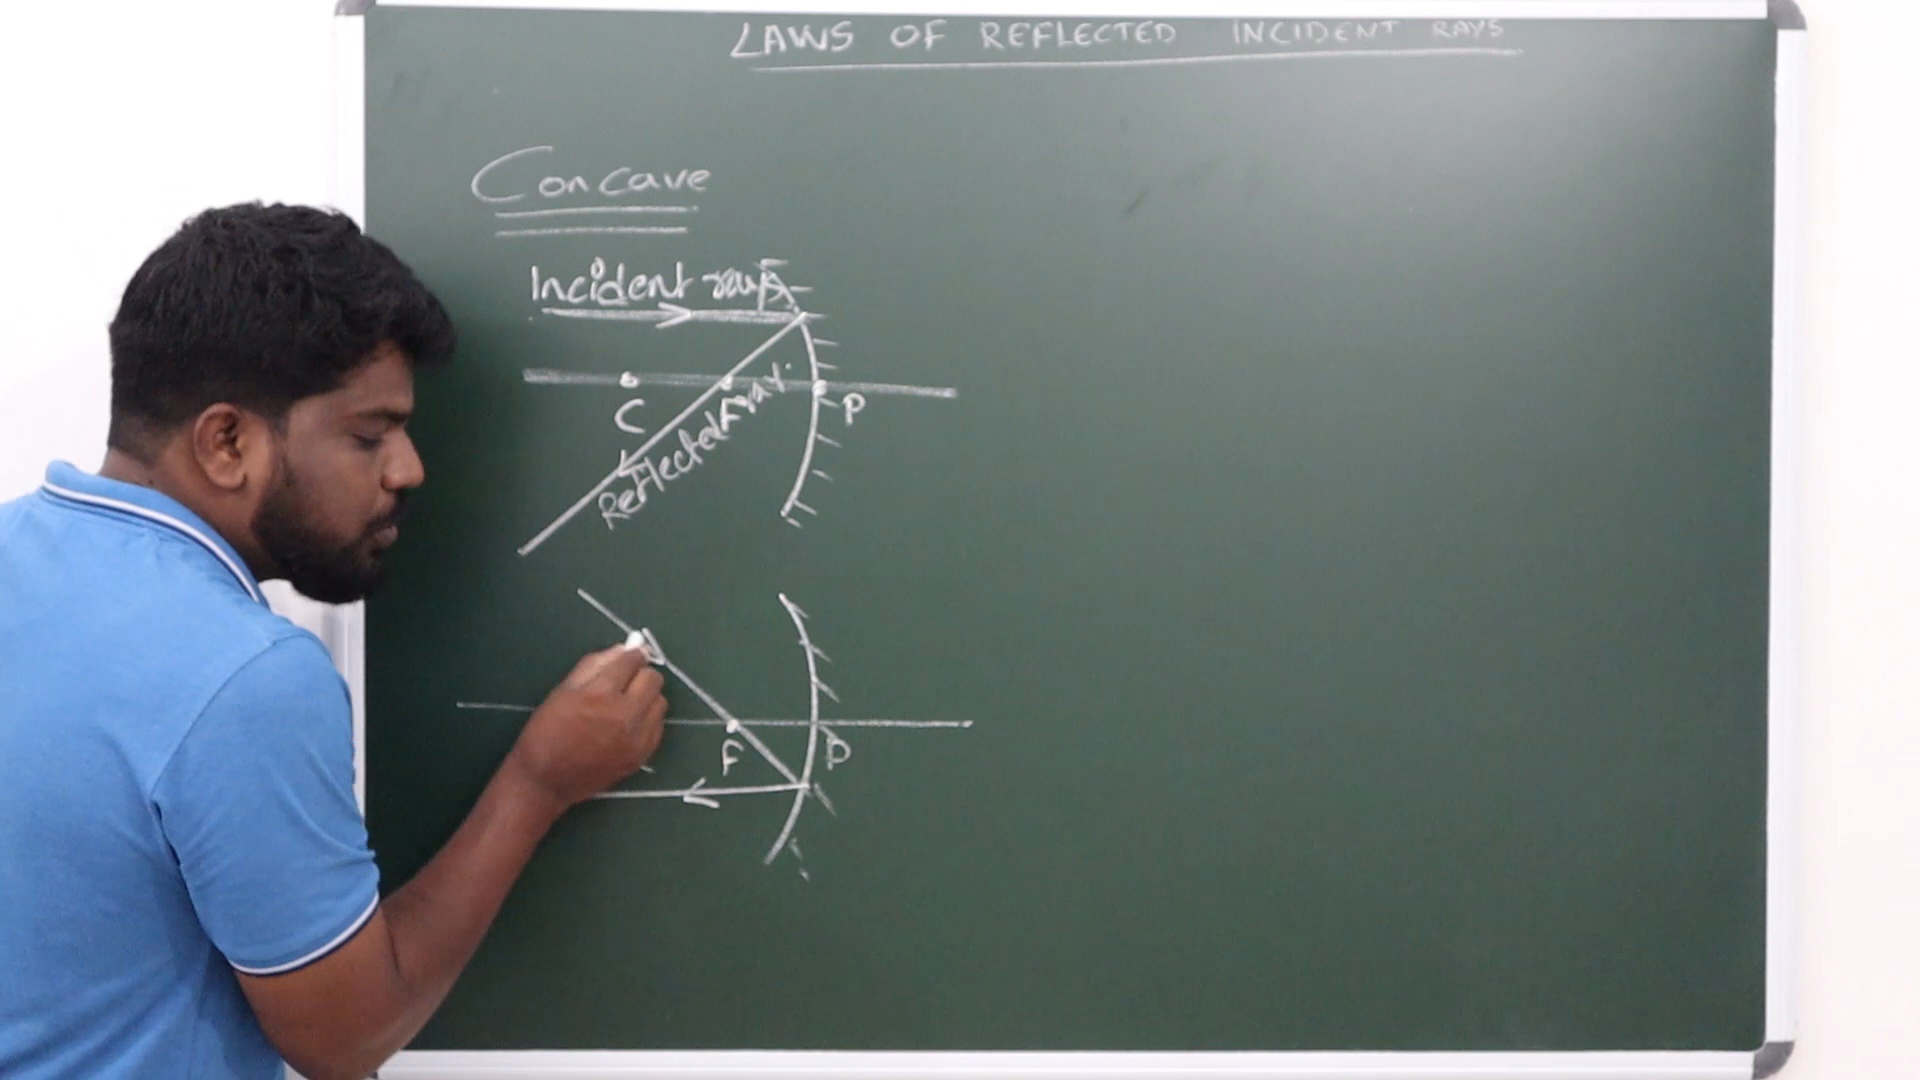 LAWS OF REFLECTED INCIDENT RAYS
Concave
Incident rays
C F P
Reflected ray.
F P